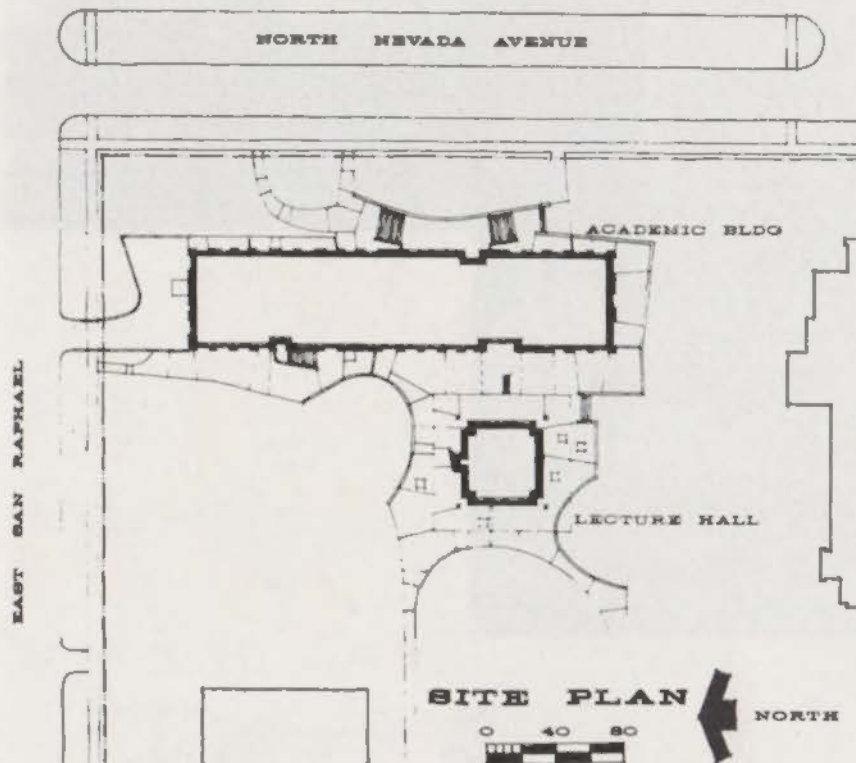 NORTH NEVADA AVENUE
ACADEMIC BLDG
EAST SAN RAPHAEL
LECTURE HALL
SITE PLAN
NORTH
0 40 80